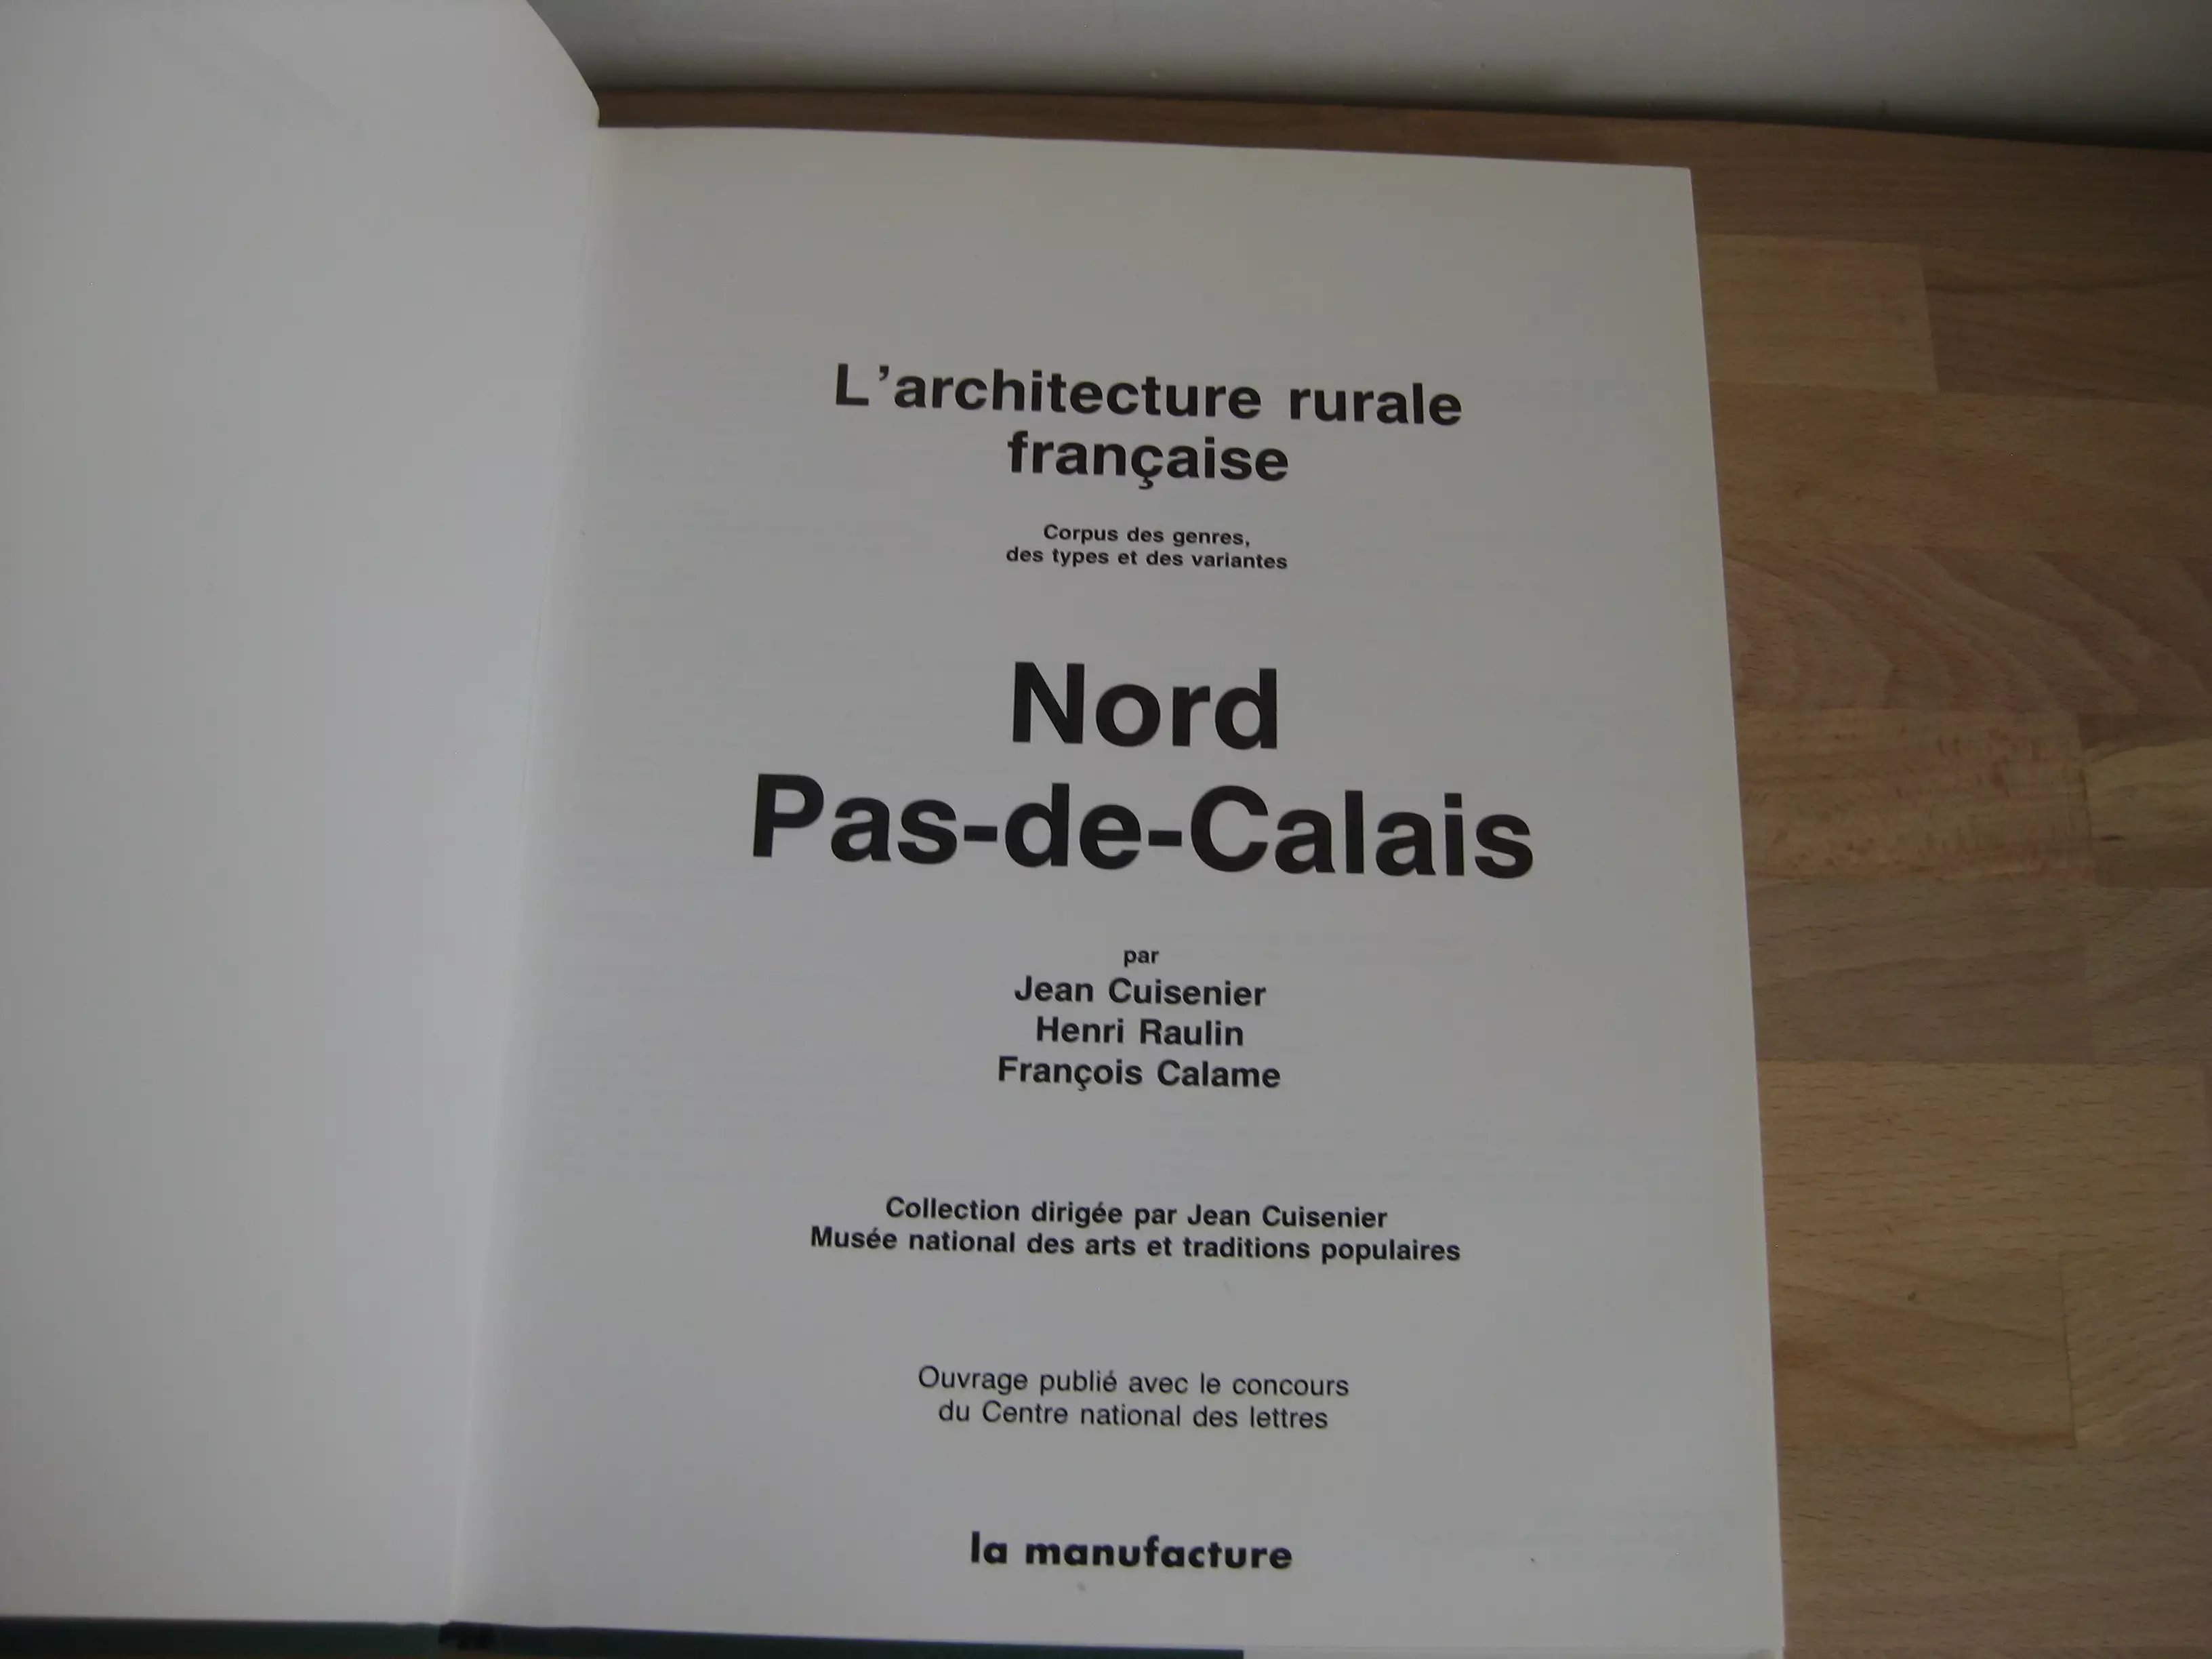 L'architecture rurale
française
Corpus des genres,
des types et des variantes
Nord
Pas-de-Calais
par
Jean Cuisenier
Henri Raulin
François Calame
Collection dirigée par Jean Cuisenier
Musée national des arts et traditions populaires
Ouvrage publié avec le concours
du Centre national des lettres
la manufacture